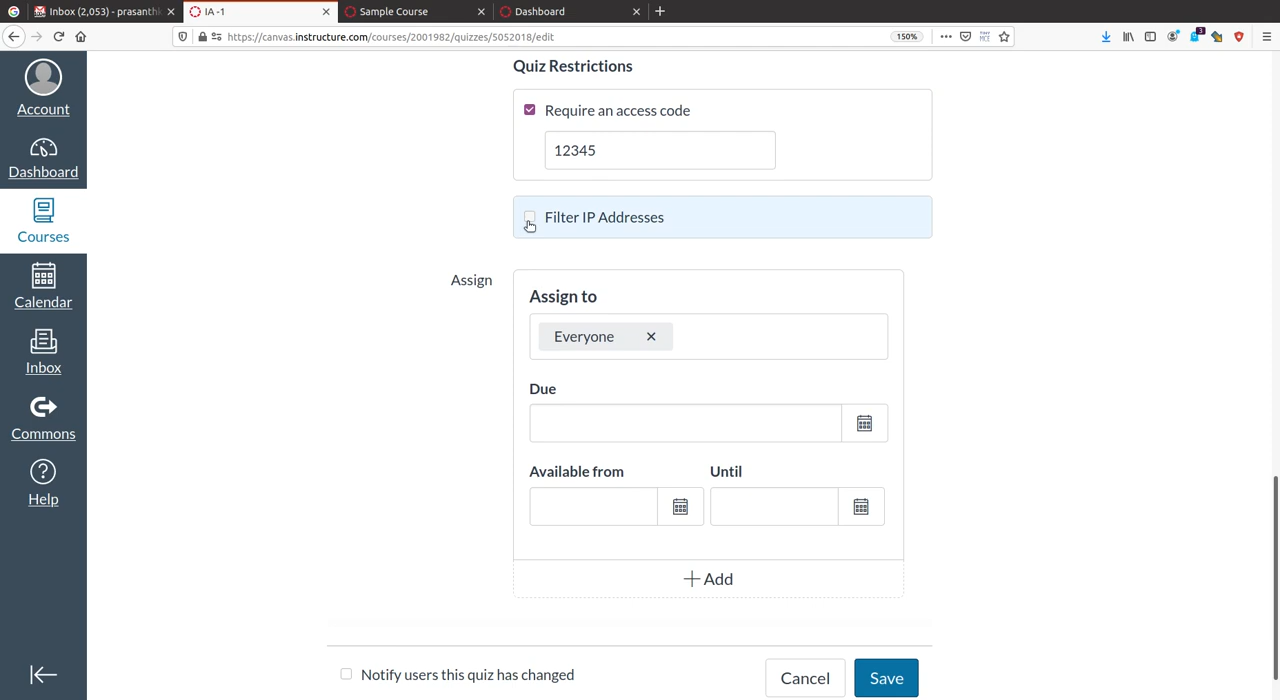 Inbox (2,053) - prasanthk
IA -1
Sample Course
Dashboard
https://canvas.instructure.com/courses/2001982/quizzes/5052018/edit
150%
3
Account
Dashboard
Courses
Calendar
Inbox
Commons
Help
Quiz Restrictions
Require an access code
12345
Filter IP Addresses
Assign
Assign to
Everyone
Due
Available from
Until
Add
Notify users this quiz has changed
Cancel
Save